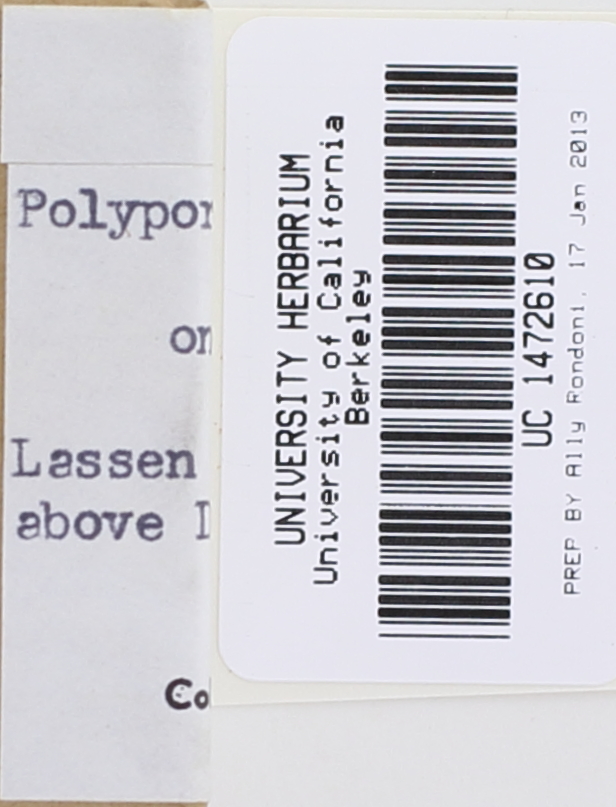 Polypor
on
Lassen
above
Co
UNIVERSITY HERBARIUM
University of California
Berkeley
UC 1472610
PREP BY Ally Rondoni, 17 Jan 2013